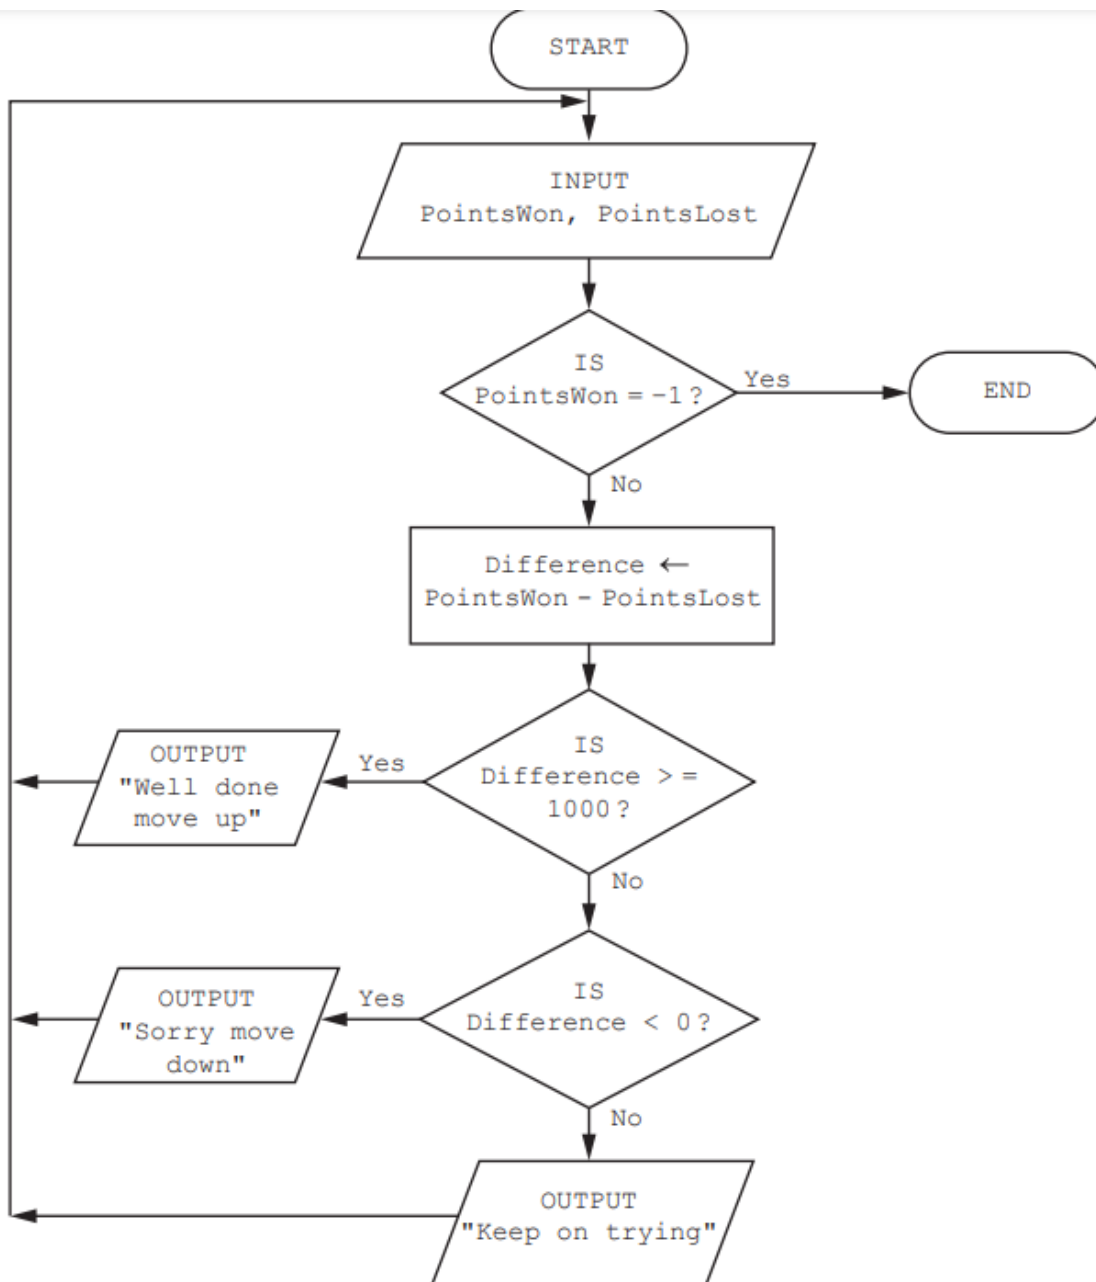 START
INPUT
PointsWon, PointsLost
IS
PointsWon = -1?
Yes
END
No
Difference ←
PointsWon - PointsLost
IS
Difference >=
1000?
Yes
OUTPUT
"Well done
move up"
No
IS
Difference < 0?
Yes
OUTPUT
"Sorry move
down"
No
OUTPUT
"Keep on trying"